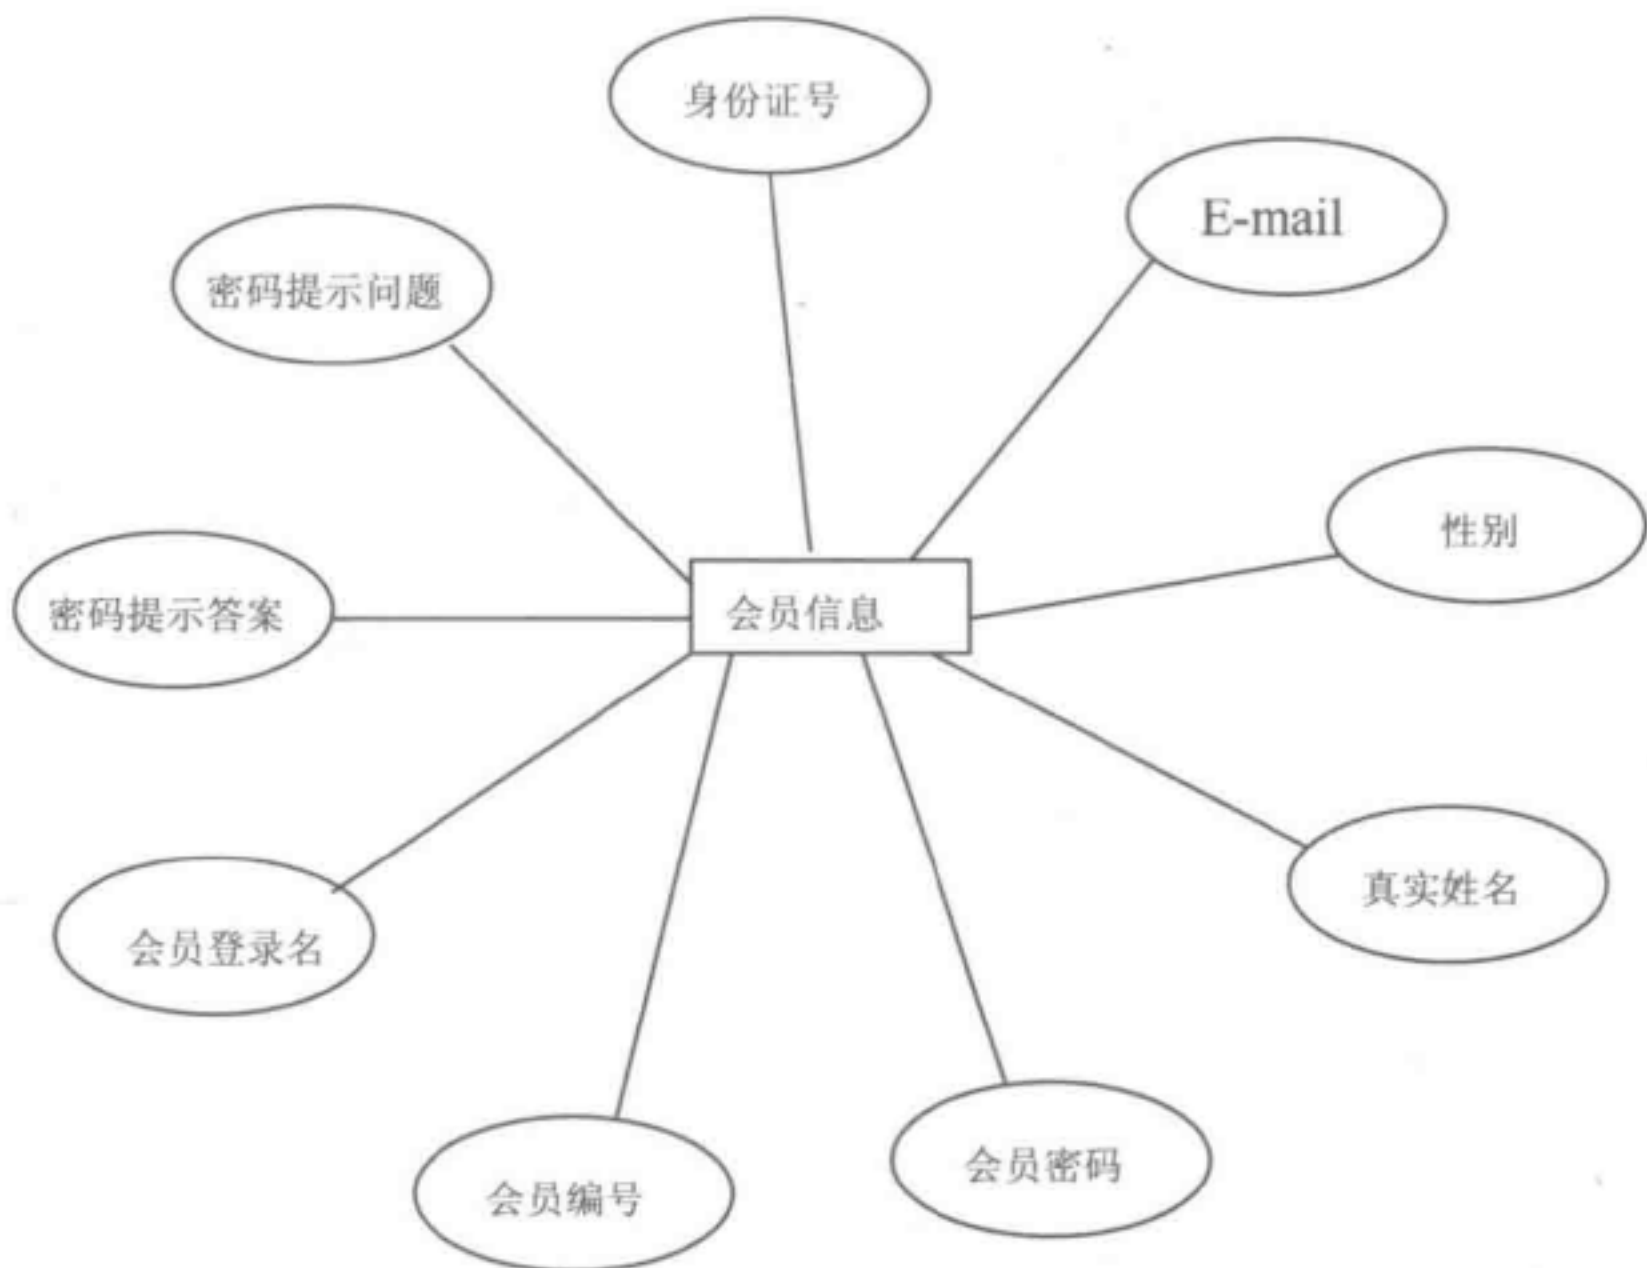 身份证号
E-mail
密码提示问题
性别
密码提示答案
会员信息
真实姓名
会员登录名
会员密码
会员编号